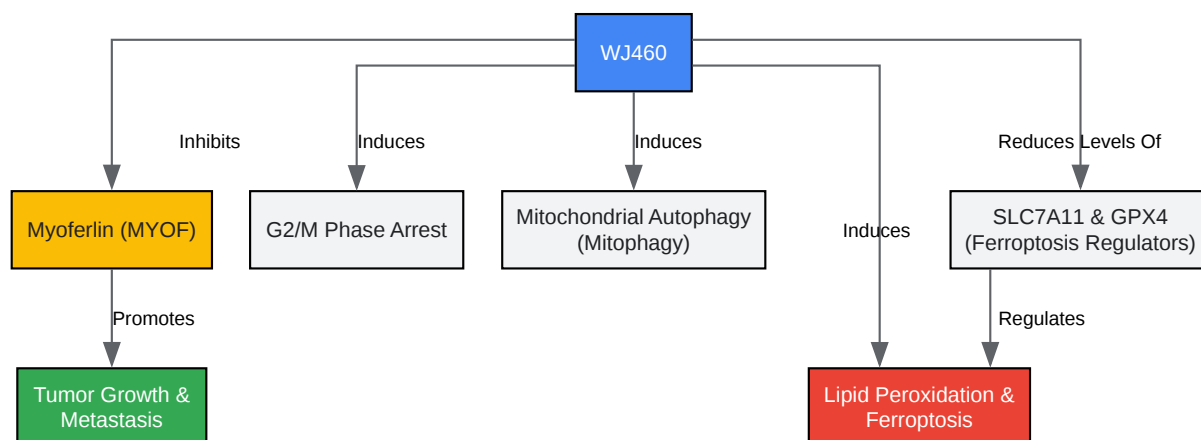 WJ460
Inhibits
Induces
Induces
Reduces Levels Of
Myoferlin (MYOF)
G2/M Phase Arrest
Mitochondrial Autophagy
(Mitophagy)
Induces
SLC7A11 & GPX4
(Ferroptosis Regulators)
Promotes
Regulates
Tumor Growth &
Metastasis
Lipid Peroxidation &
Ferroptosis